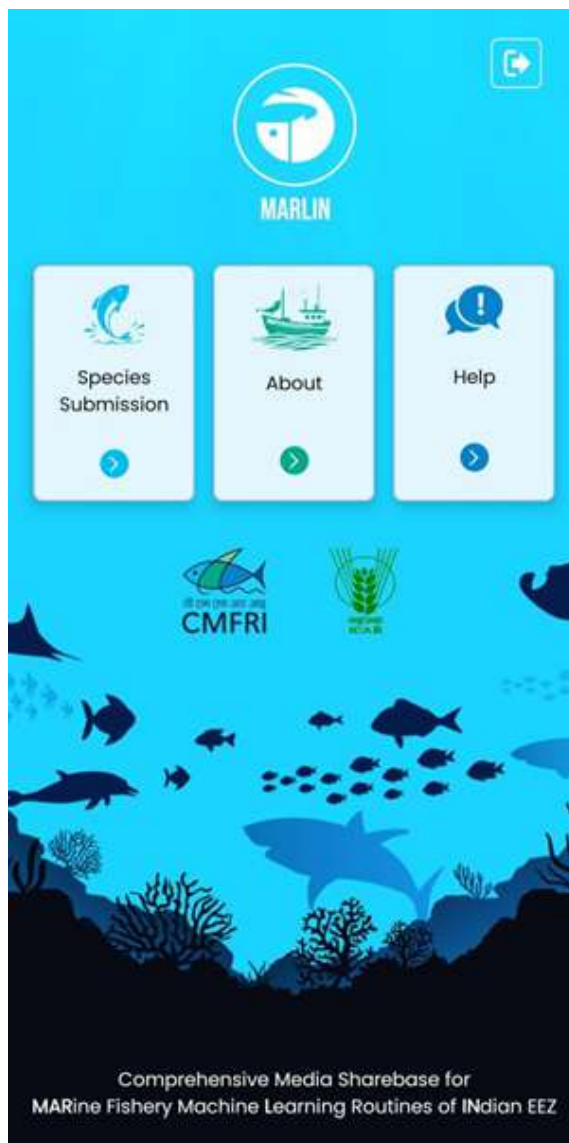 MARLIN
Species
Submission
About
Help
CMFRI
Comprehensive Media Sharebase for
MARine Fishery Machine Learning Routines of INdian EEZ